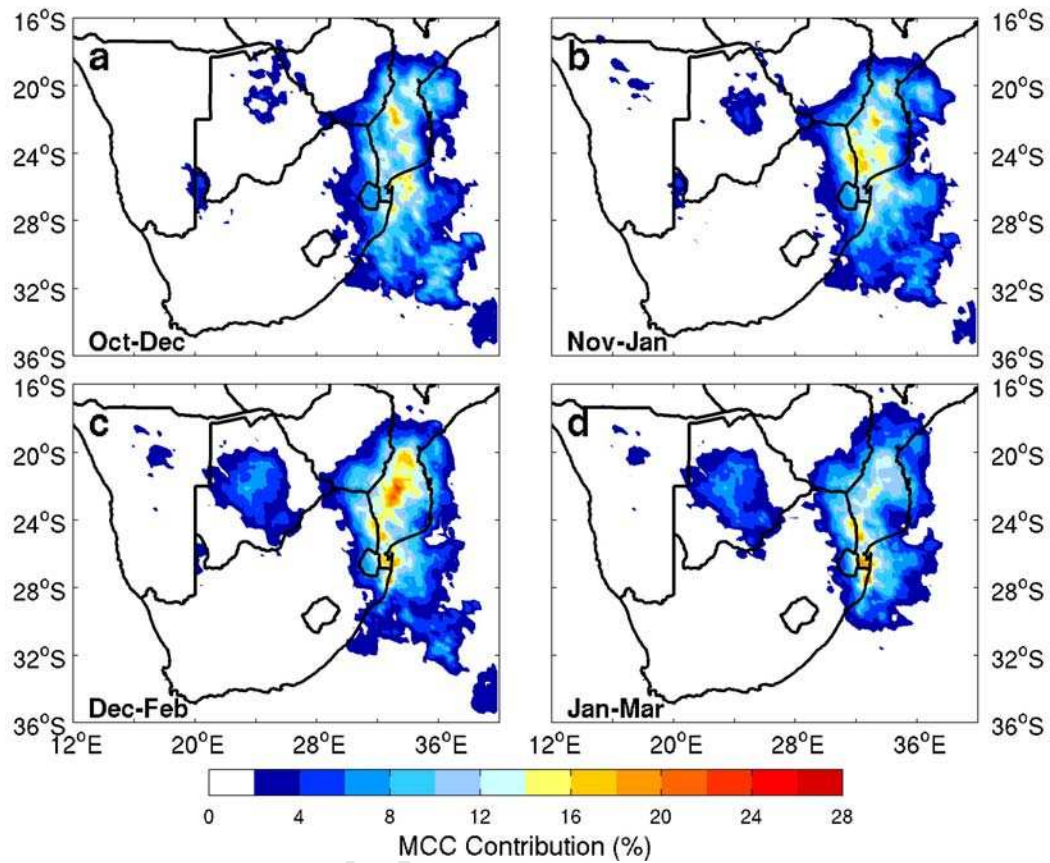 16°S
20°S
24°S
28°S
32°S
36°S
a
Oct-Dec
b
Nov-Jan
16°S
20°S
24°S
28°S
32°S
36°S
16°S
20°S
24°S
28°S
32°S
36°S
c
Dec-Feb
d
Jan-Mar
16°S
20°S
24°S
28°S
32°S
36°S
12°E 20°E 28°E 36°E 12°E 20°E 28°E 36°E
0 4 8 12 16 20 24 28
MCC Contribution (%)